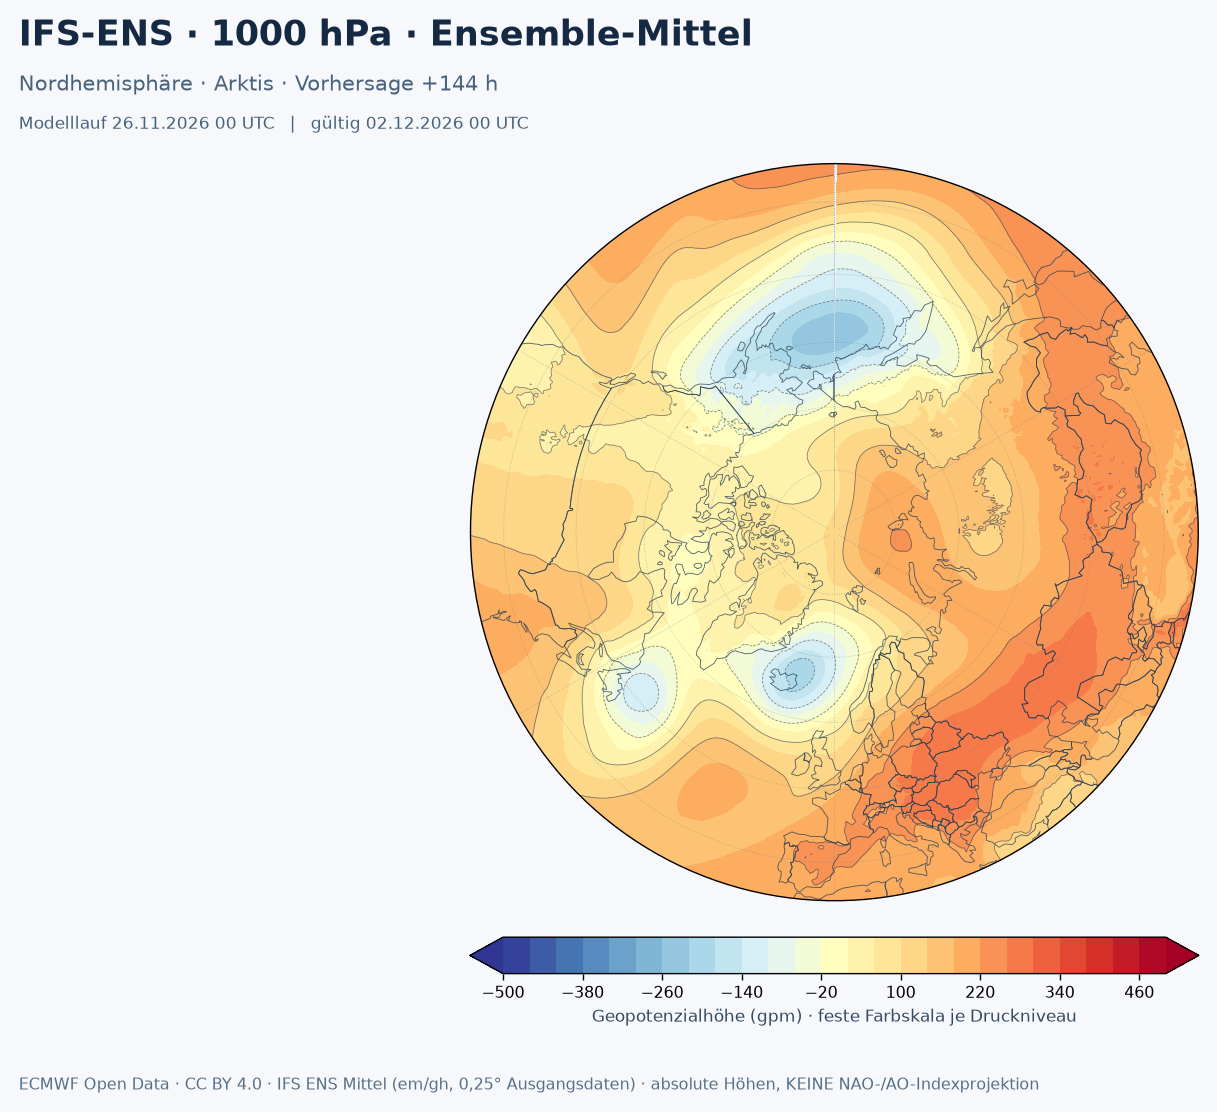 IFS-ENS · 1000 hPa · Ensemble-Mittel
Nordhemisphäre · Arktis · Vorhersage +144 h
Modelllauf 26.11.2026 00 UTC | gültig 02.12.2026 00 UTC
−500 −380 −260 −140 −20 100 220 340 460
Geopotenzialhöhe (gpm) · feste Farbskala je Druckniveau
ECMWF Open Data · CC BY 4.0 · IFS ENS Mittel (em/gh, 0,25° Ausgangsdaten) · absolute Höhen, KEINE NAO-/AO-Indexprojektion